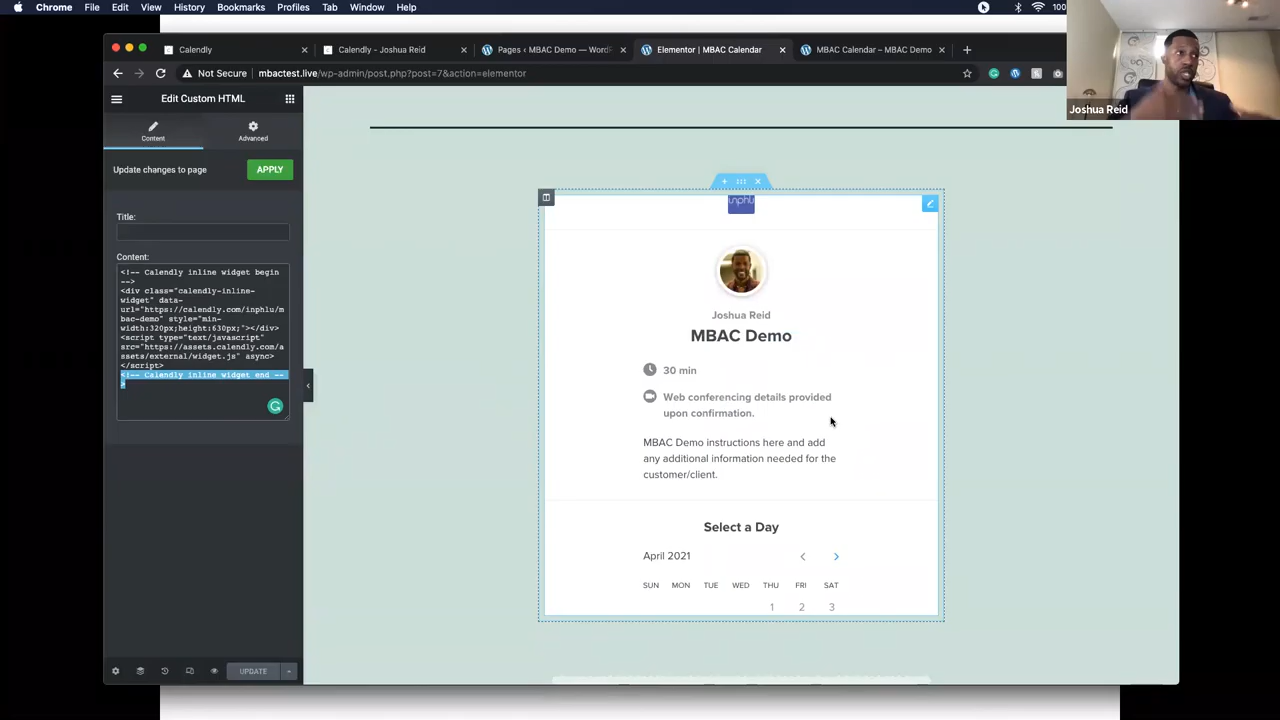 Chrome File Edit View History Bookmarks Profiles Tab Window Help 100
Calendly
Calendly - Joshua Reid
Pages ‹ MBAC Demo — WordP
Elementor | MBAC Calendar
MBAC Calendar – MBAC Demo
Not Secure mbactest.live/wp-admin/post.php?post=7&action=elementor
Joshua Reid
Edit Custom HTML
Content
Advanced
Update changes to page
APPLY
Title:
Content:
<!-- Calendly inline widget begin
-->
<div class="calendly-inline-
widget" data-
url="https://calendly.com/inphlu/m
bac-demo" style="min-
width:320px;height:630px;"></div>
<script type="text/javascript"
src="https://assets.calendly.com/a
ssets/external/widget.js" async>
</script>
<!-- Calendly inline widget end --
>
UPDATE
inphlu
Joshua Reid
MBAC Demo
30 min
Web conferencing details provided
upon confirmation.
MBAC Demo instructions here and add
any additional information needed for the
customer/client.
Select a Day
April 2021
SUN MON TUE WED THU FRI SAT
1 2 3